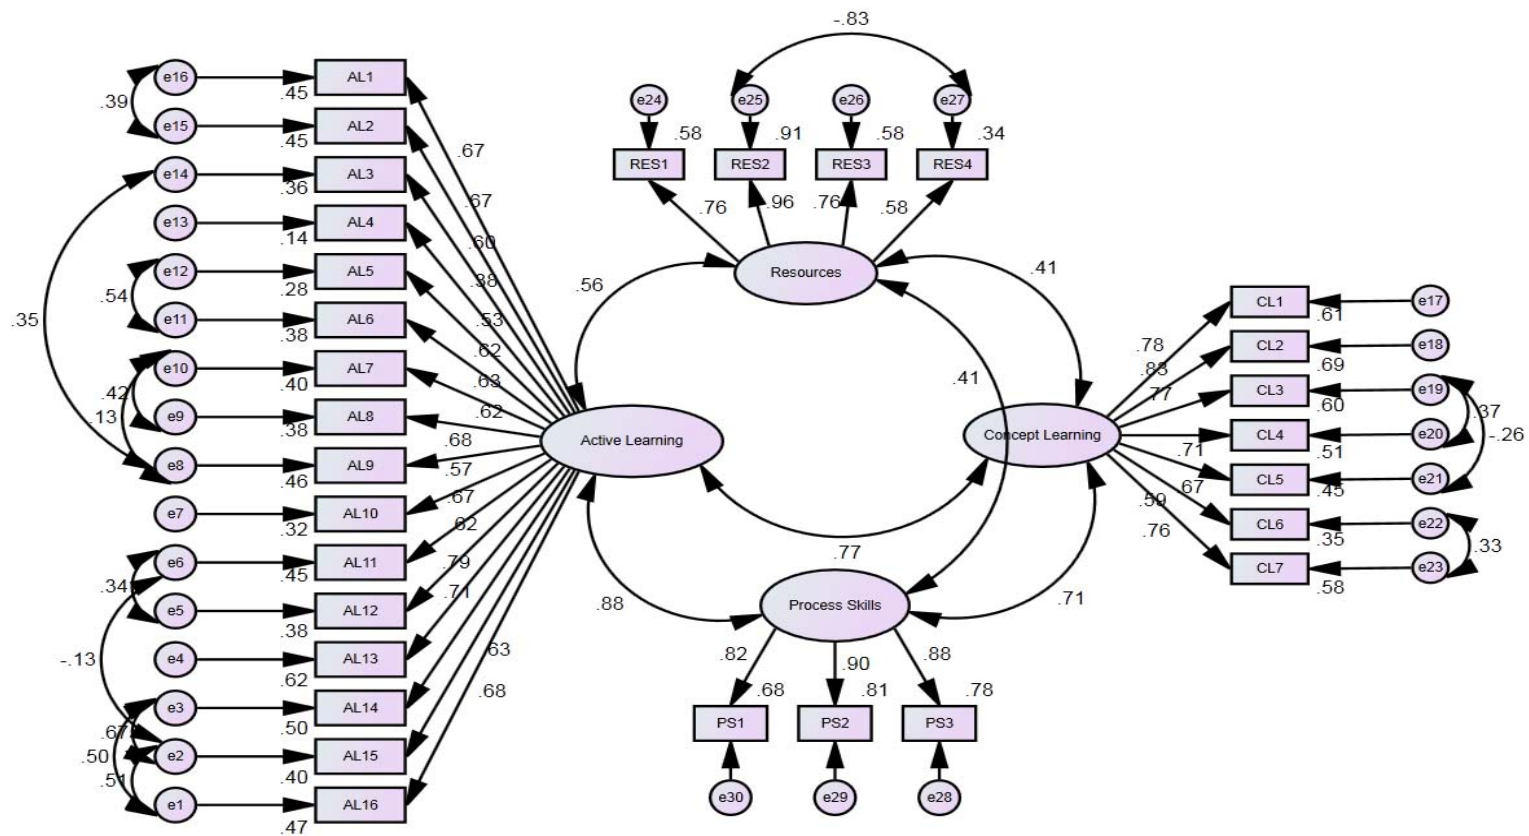 -.83
e16 .45 AL1
.39
e15 .45 AL2
e14 .36 AL3
e13 .14 AL4
e12 .28 AL5
.54
e11 .38 AL6
.35
e10 .40 AL7
.42
e9 .38 AL8
.13
e8 .46 AL9
e7 .32 AL10
e6 .45 AL11
.34
e5 .38 AL12
-.13
e4 .62 AL13
e3 .50 AL14
.67
.50
e2 .40 AL15
.51
e1 .47 AL16
.67
.67
.60
.38
.53
.62
.63
.62
.68
.57
.67
.62
.79
.71
.63
.68
Active Learning
e24 e25 e26 e27
.58 .91 .58 .34
RES1 RES2 RES3 RES4
.76 .96 .76 .58
Resources
.56
.41
.41
.77
.88
.71
Concept Learning
Process Skills
.82 .90 .88
.68 .81 .78
PS1 PS2 PS3
e30 e29 e28
.78
.83
.77
.71
.67
.59
.76
CL1 .61 e17
CL2 .69 e18
CL3 .60 e19
.37
CL4 .51 e20
-.26
CL5 .45 e21
CL6 .35 e22
.33
CL7 .58 e23